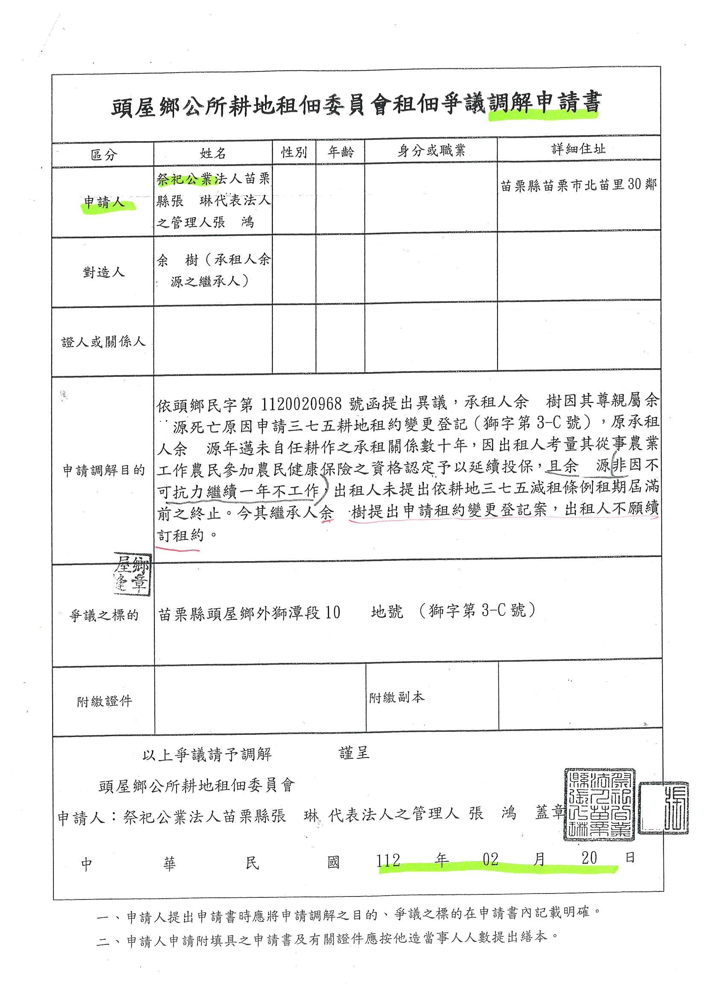 頭屋鄉公所耕地租佃委員會租佃爭議調解申請書
區分 姓名 性別 年齡 身分或職業 詳細住址
申請人
祭祀公業法人苗栗
縣張 琳代表法人
之管理人張 鴻
苗栗縣苗栗市北苗里30鄰
對造人
余 樹（承租人余
源之繼承人）
證人或關係人
申請調解目的
依頭鄉民字第 1120020968 號函提出異議，承租人余 樹因其尊親屬余
源死亡原因申請三七五耕地租約變更登記（獅字第 3-C 號），原承租
人余 源年邁未自任耕作之承租關係數十年，因出租人考量其從事農業
工作農民參加農民健康保險之資格認定予以延續投保，且余 源非因不
可抗力繼續一年不工作，出租人未提出依耕地三七五減租條例租期屆滿
前之終止。今其繼承人余 樹提出申請租約變更登記案，出租人不願續
訂租約。
屋鄉
縫章
爭議之標的
苗栗縣頭屋鄉外獅潭段10 地號 （獅字第 3-C 號）
附繳證件 附繳副本
以上爭議請予調解 謹呈
頭屋鄉公所耕地租佃委員會
申請人：祭祀公業法人苗栗縣張 琳 代表法人之管理人 張 鴻 蓋章
祭祀公業
法人苗栗
縣張 琳
張
中 華 民 國 112 年 02 月 20 日
一、申請人提出申請書時應將申請調解之目的、爭議之標的在申請書內記載明確。
二、申請人申請附填具之申請書及有關證件應按他造當事人人數提出繕本。